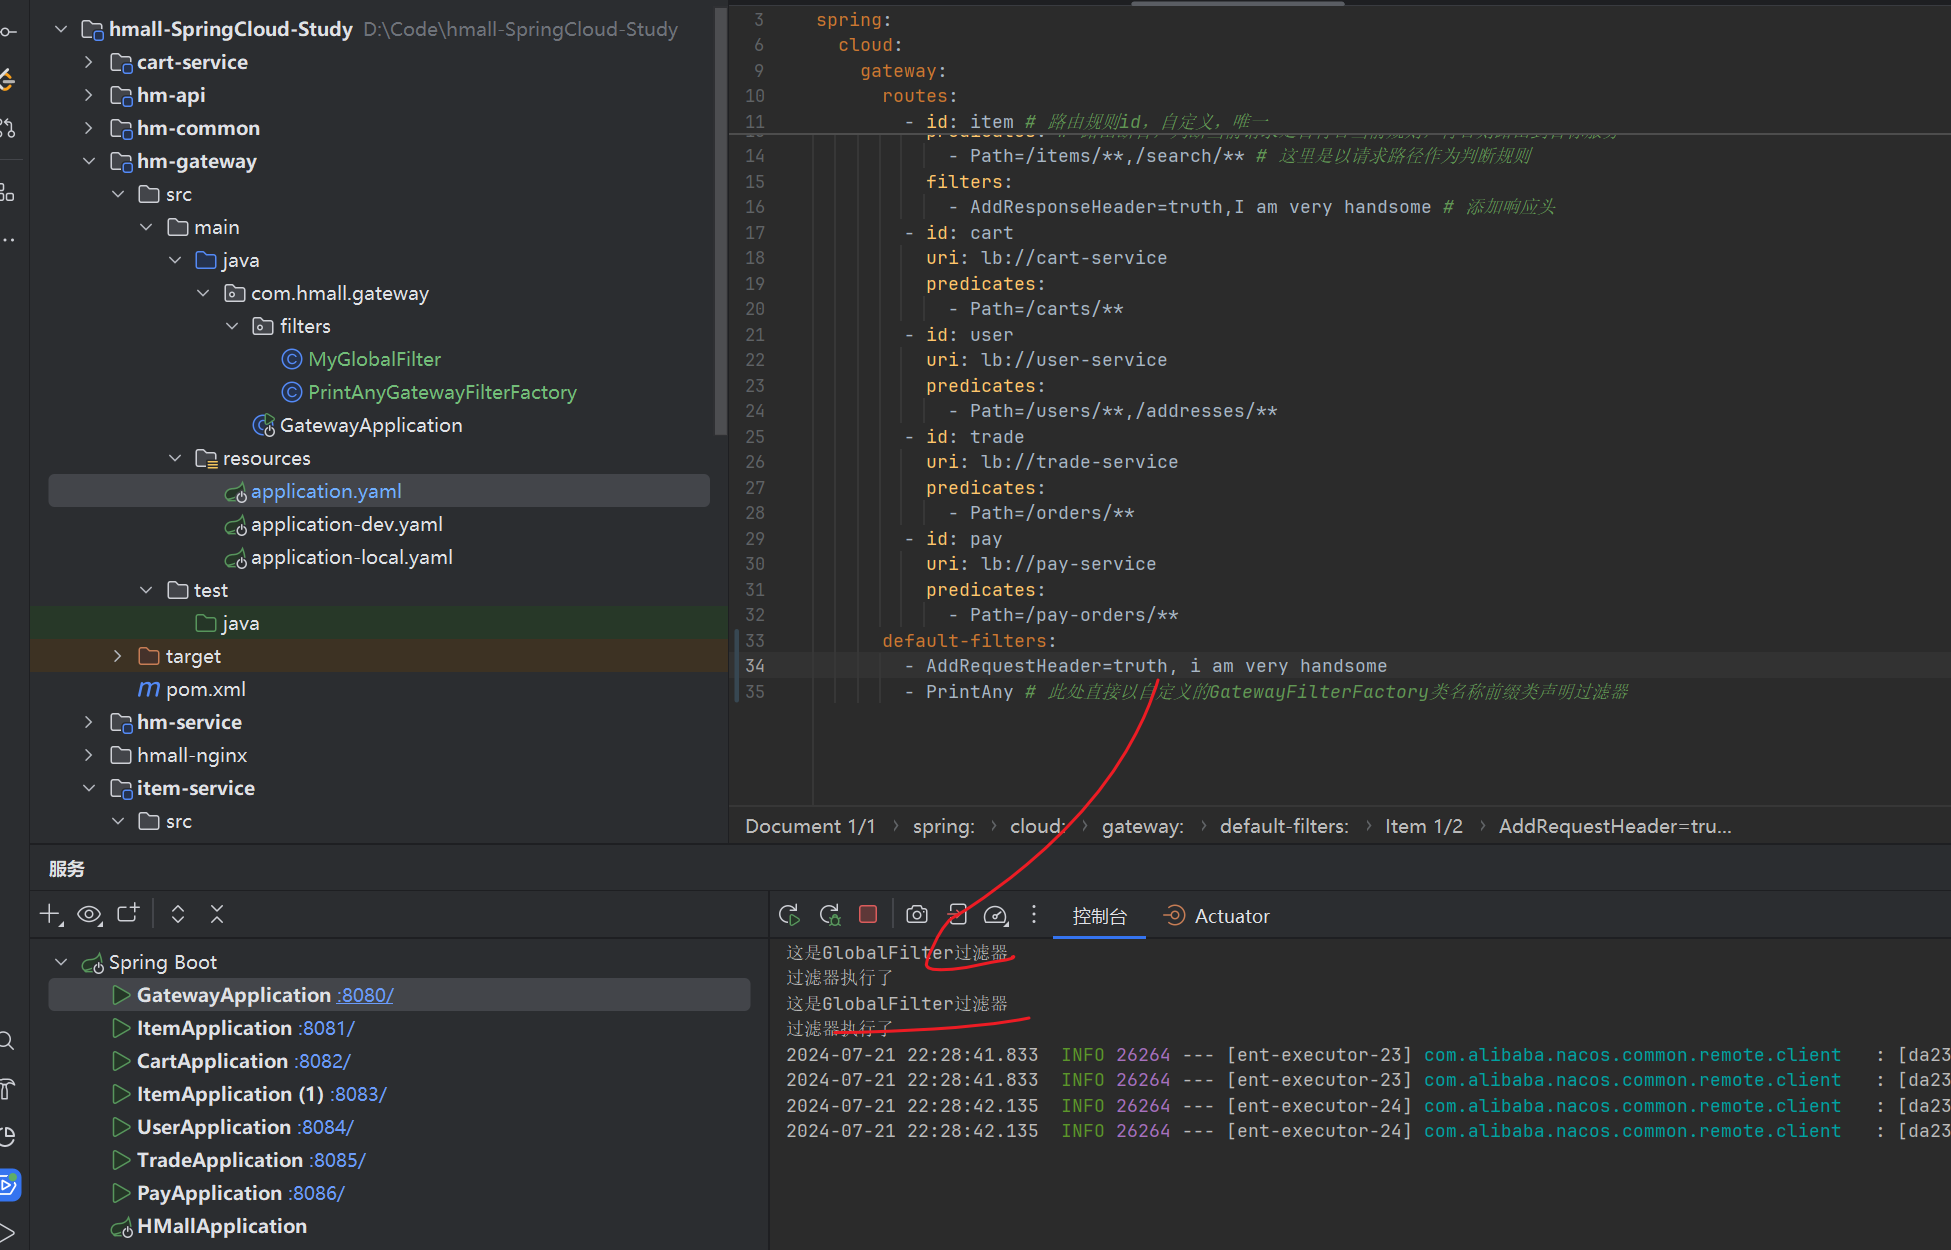 hmall-SpringCloud-Study D:\Code\hmall-SpringCloud-Study
cart-service
hm-api
hm-common
hm-gateway
src
main
java
com.hmall.gateway
filters
MyGlobalFilter
PrintAnyGatewayFilterFactory
GatewayApplication
resources
application.yaml
application-dev.yaml
application-local.yaml
test
java
target
pom.xml
hm-service
hmall-nginx
item-service
src
3 spring:
6 cloud:
9 gateway:
10 routes:
11 - id: item # 路由规则id，自定义，唯一
14 - Path=/items/**,/search/** # 这里是以请求路径作为判断规则
15 filters:
16 - AddResponseHeader=truth,I am very handsome # 添加响应头
17 - id: cart
18 uri: lb://cart-service
19 predicates:
20 - Path=/carts/**
21 - id: user
22 uri: lb://user-service
23 predicates:
24 - Path=/users/**,/addresses/**
25 - id: trade
26 uri: lb://trade-service
27 predicates:
28 - Path=/orders/**
29 - id: pay
30 uri: lb://pay-service
31 predicates:
32 - Path=/pay-orders/**
33 default-filters:
34 - AddRequestHeader=truth, i am very handsome
35 - PrintAny # 此处直接以自定义的GatewayFilterFactory类名称前缀类声明过滤器
Document 1/1 › spring: › cloud: › gateway: › default-filters: › Item 1/2 › AddRequestHeader=tru...
服务
Spring Boot
GatewayApplication :8080/
ItemApplication :8081/
CartApplication :8082/
ItemApplication (1) :8083/
UserApplication :8084/
TradeApplication :8085/
PayApplication :8086/
HMallApplication
控制台 Actuator
这是GlobalFilter过滤器
过滤器执行了
这是GlobalFilter过滤器
过滤器执行了
2024-07-21 22:28:41.833 INFO 26264 --- [ent-executor-23] com.alibaba.nacos.common.remote.client : [da23
2024-07-21 22:28:41.833 INFO 26264 --- [ent-executor-23] com.alibaba.nacos.common.remote.client : [da23
2024-07-21 22:28:42.135 INFO 26264 --- [ent-executor-24] com.alibaba.nacos.common.remote.client : [da23
2024-07-21 22:28:42.135 INFO 26264 --- [ent-executor-24] com.alibaba.nacos.common.remote.client : [da23